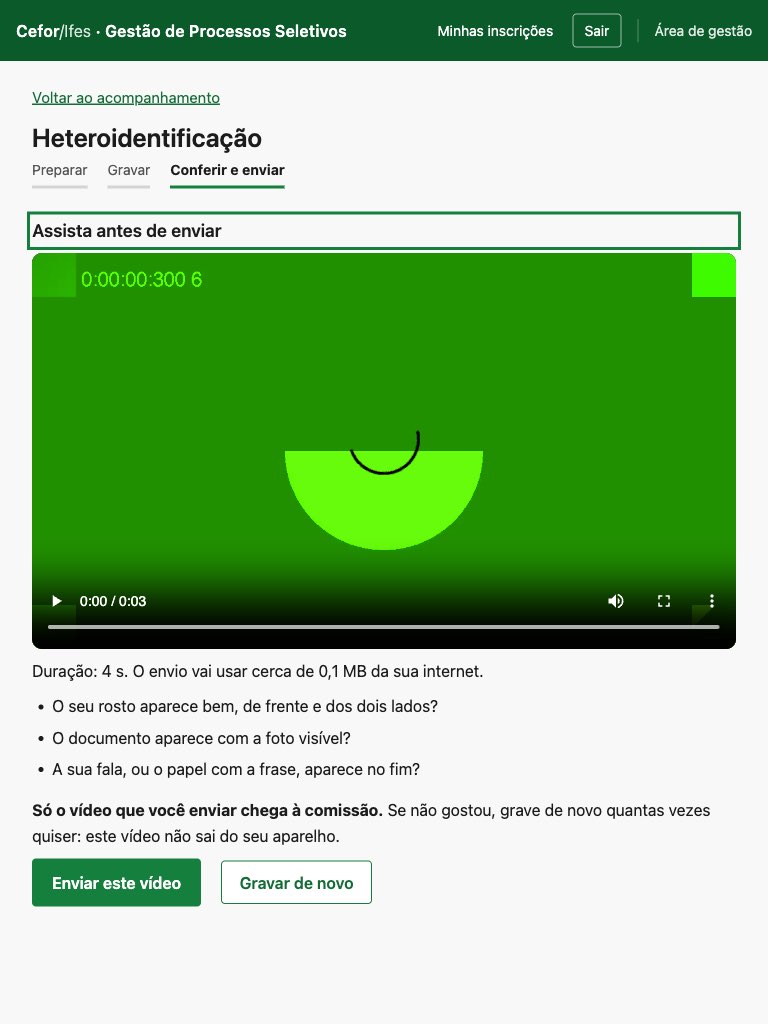 Cefor/Ifes · Gestão de Processos Seletivos Minhas inscrições Sair Área de gestão
Voltar ao acompanhamento
Heteroidentificação
Preparar Gravar Conferir e enviar
Assista antes de enviar
0:00:00:300 6
0:00 / 0:03
Duração: 4 s. O envio vai usar cerca de 0,1 MB da sua internet.
• O seu rosto aparece bem, de frente e dos dois lados?
• O documento aparece com a foto visível?
• A sua fala, ou o papel com a frase, aparece no fim?
Só o vídeo que você enviar chega à comissão. Se não gostou, grave de novo quantas vezes
quiser: este vídeo não sai do seu aparelho.
Enviar este vídeo Gravar de novo